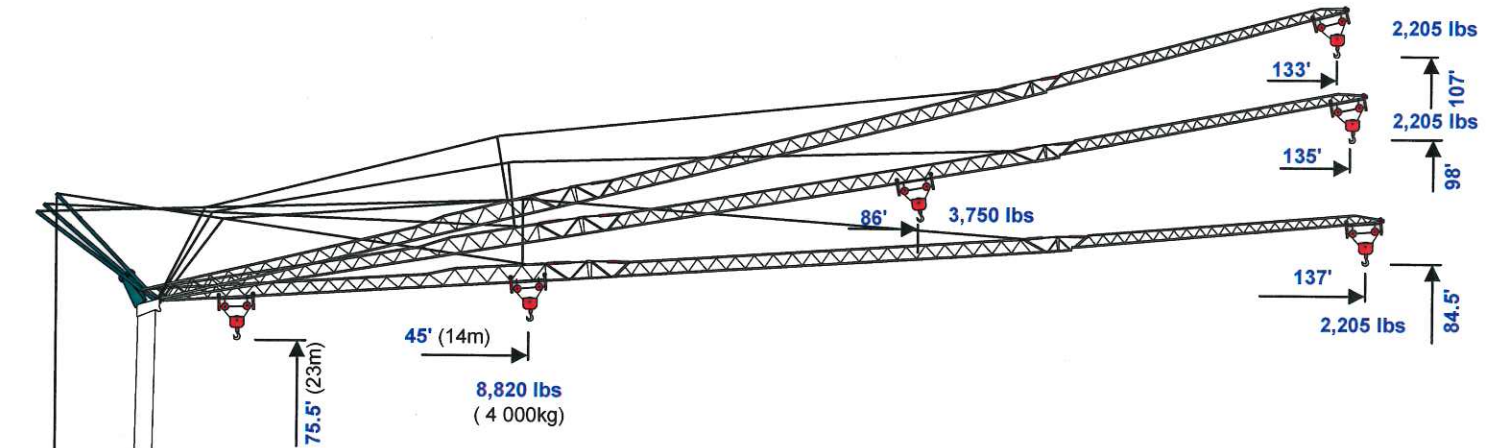 2,205 lbs
133'
107'
2,205 lbs
135'
98'
86'
3,750 lbs
137'
2,205 lbs
84.5'
45' (14m)
8,820 lbs
( 4 000kg)
75.5' (23m)